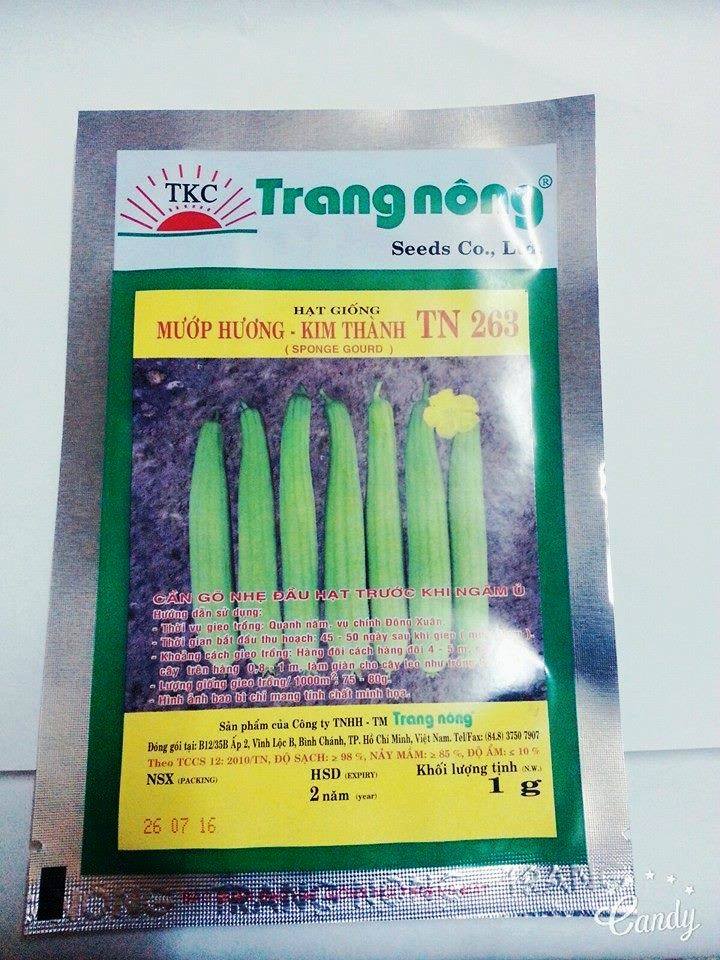 TKC
Trang nông®
Seeds Co., Ltd.
HẠT GIỐNG
MƯỚP HƯƠNG - KIM THÀNH TN 263
( SPONGE GOURD )
CẦN GÕ NHẸ ĐẦU HẠT TRƯỚC KHI NGÂM Ủ
Hướng dẫn sử dụng:
- Thời vụ gieo trồng: Quanh năm, vụ chính Đông Xuân.
- Thời gian bắt đầu thu hoạch: 45 - 50 ngày sau khi gieo (
- Khoảng cách gieo trồng: Hàng đôi cách hàng đôi 4 - 5 m,
cây trên hàng 0,8 - 1 m, làm giàn cho cây leo như trồng
- Lượng giống gieo trồng/ 1000m²: 75 - 80g.
- Hình ảnh bao bì chỉ mang tính chất minh họa.
Sản phẩm của Công ty TNHH - TM Trang nông
Đóng gói tại: B12/35B Ấp 2, Vĩnh Lộc B, Bình Chánh, TP. Hồ Chí Minh, Việt Nam. Tel/Fax: (84.8) 3750 7907
Theo TCCS 12: 2010/TN, ĐỘ SẠCH: ≥ 98 %, NẢY MẦM: ≥ 85 %, ĐỘ ẨM: ≤ 10 %
NSX (PACKING) HSD (EXPIRY) Khối lượng tịnh (N.W.)
2 năm (year) 1 g
26 07 16
TRANG NÔNG
Candy